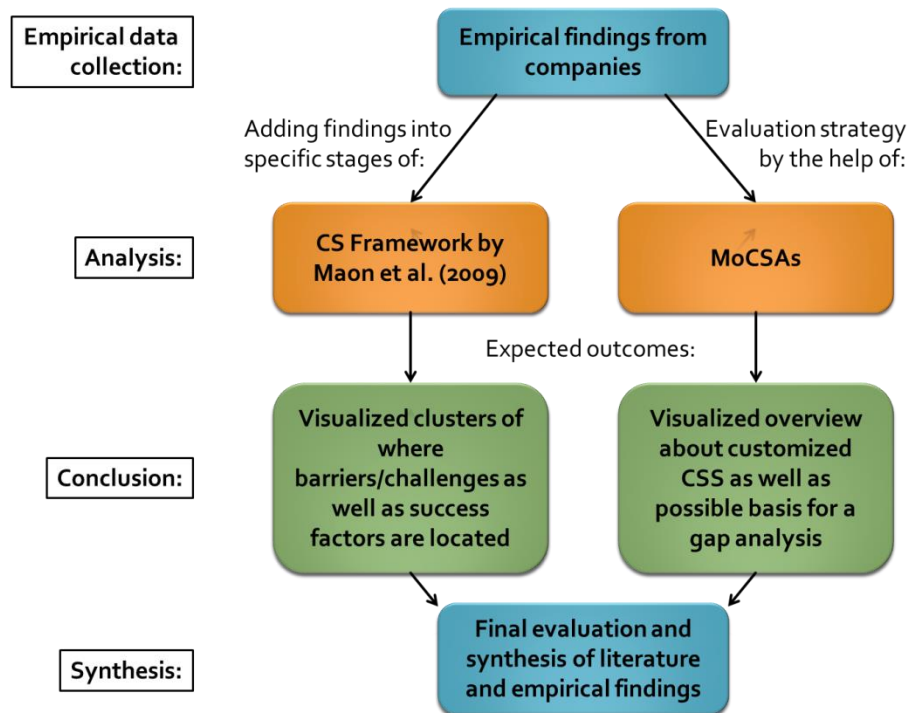 Empirical data
collection:
Empirical findings from
companies
Adding findings into
specific stages of:
Evaluation strategy
by the help of:
Analysis:
CS Framework by
Maon et al. (2009)
MoCSAs
Expected outcomes:
Conclusion:
Visualized clusters of
where
barriers/challenges as
well as success
factors are located
Visualized overview
about customized
CSS as well as
possible basis for a
gap analysis
Synthesis:
Final evaluation and
synthesis of literature
and empirical findings